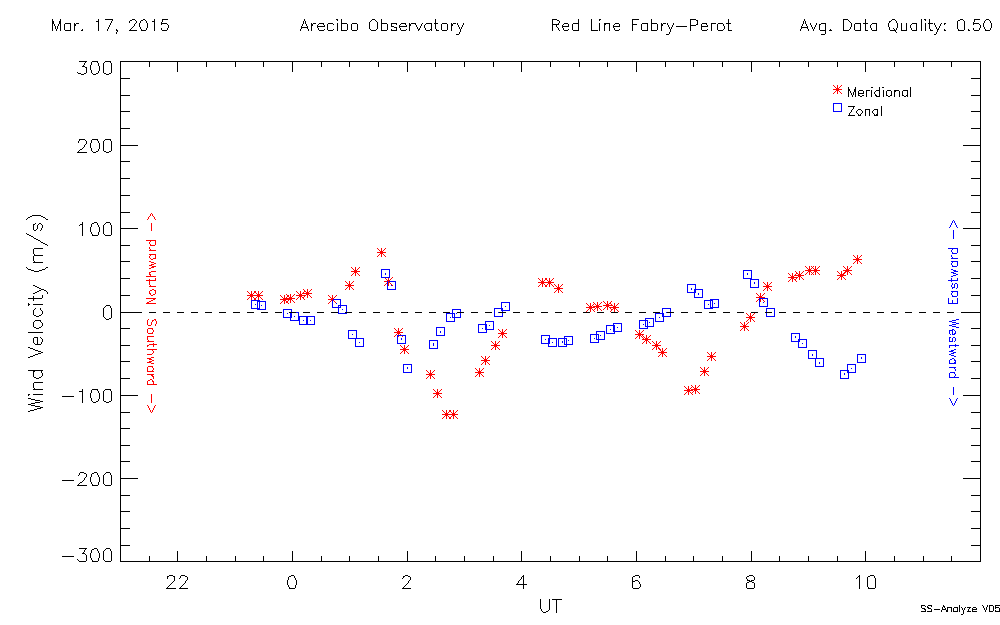 Mar. 17, 2015 Arecibo Observatory Red Line Fabry-Perot Avg. Data Quality: 0.50
300
200
100
0
-100
-200
-300
Wind Velocity (m/s)
<- Southward Northward ->
Meridional
Zonal
<- Westward Eastward ->
22 0 2 4 6 8 10
UT
SS-Analyze VD5